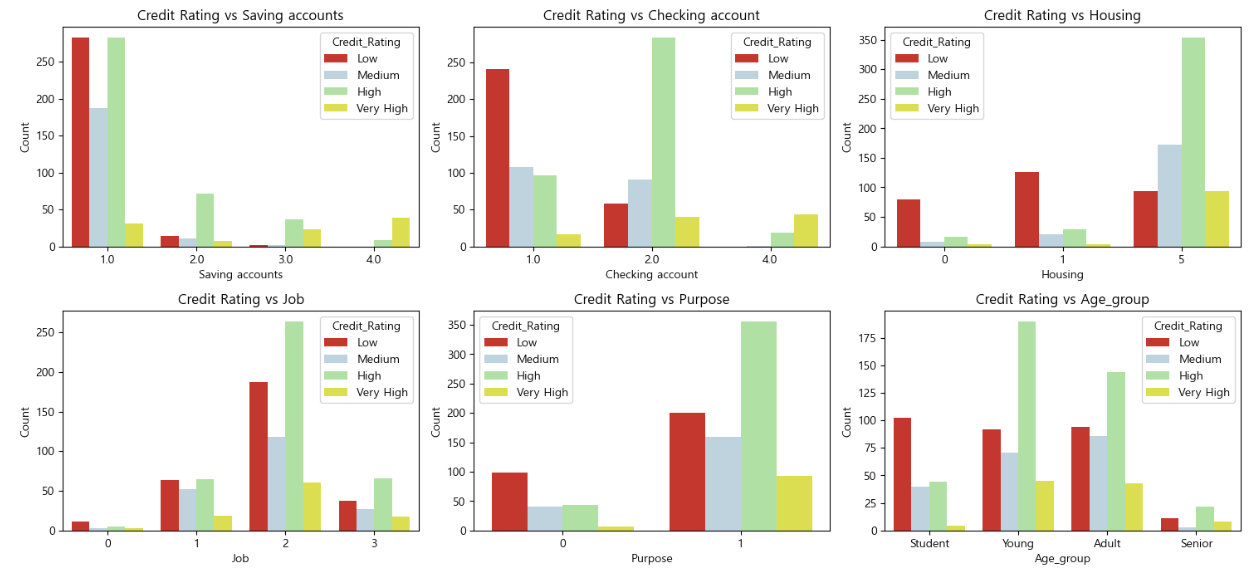 Credit Rating vs Saving accounts
Count
250
200
150
100
50
0
1.0 2.0 3.0 4.0
Saving accounts
Credit_Rating
Low
Medium
High
Very High
Credit Rating vs Checking account
Count
250
200
150
100
50
0
1.0 2.0 4.0
Checking account
Credit_Rating
Low
Medium
High
Very High
Credit Rating vs Housing
Count
350
300
250
200
150
100
50
0
0 1 5
Housing
Credit_Rating
Low
Medium
High
Very High
Credit Rating vs Job
Count
250
200
150
100
50
0
0 1 2 3
Job
Credit_Rating
Low
Medium
High
Very High
Credit Rating vs Purpose
Count
350
300
250
200
150
100
50
0
0 1
Purpose
Credit_Rating
Low
Medium
High
Very High
Credit Rating vs Age_group
Count
175
150
125
100
75
50
25
0
Student Young Adult Senior
Age_group
Credit_Rating
Low
Medium
High
Very High